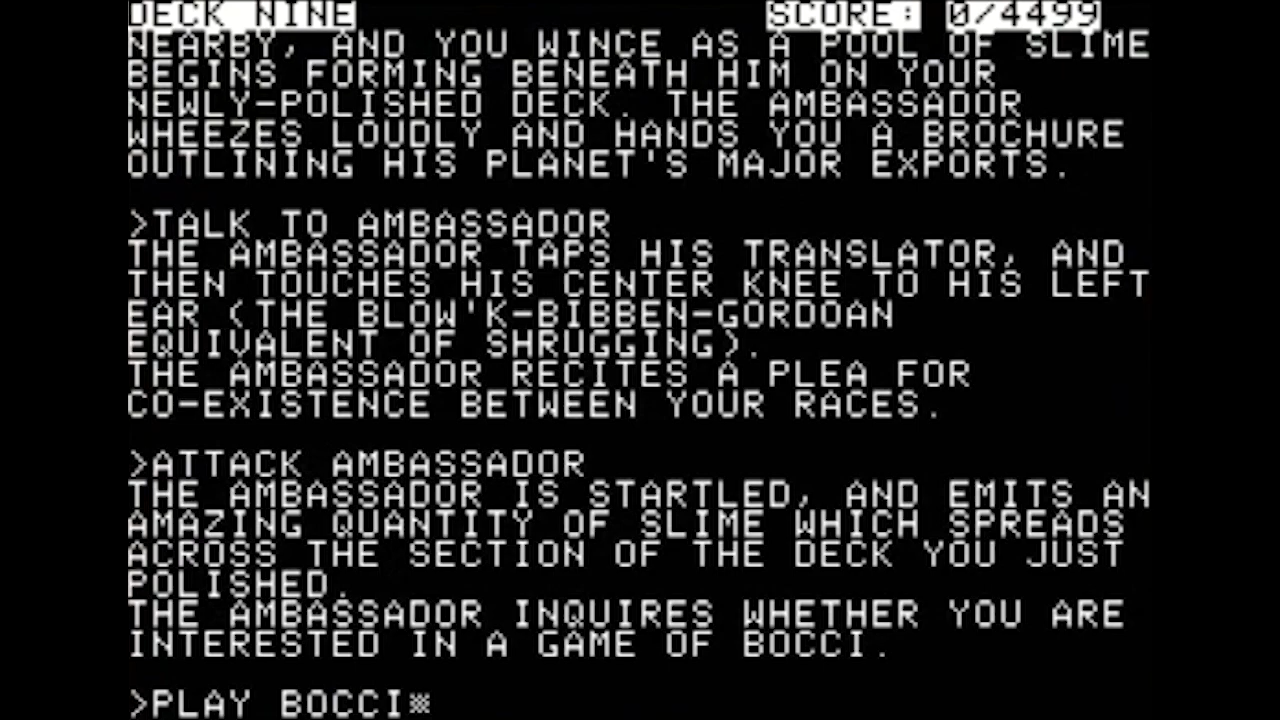 DECK NINE SCORE: 0/4499
NEARBY, AND YOU WINCE AS A POOL OF SLIME
BEGINS FORMING BENEATH HIM ON YOUR
NEWLY-POLISHED DECK. THE AMBASSADOR
WHEEZES LOUDLY AND HANDS YOU A BROCHURE
OUTLINING HIS PLANET'S MAJOR EXPORTS.

>TALK TO AMBASSADOR
THE AMBASSADOR TAPS HIS TRANSLATOR, AND
THEN TOUCHES HIS CENTER KNEE TO HIS LEFT
EAR (THE BLOW'K-BIBBEN-GORDOAN
EQUIVALENT OF SHRUGGING).
THE AMBASSADOR RECITES A PLEA FOR
CO-EXISTENCE BETWEEN YOUR RACES.

>ATTACK AMBASSADOR
THE AMBASSADOR IS STARTLED, AND EMITS AN
AMAZING QUANTITY OF SLIME WHICH SPREADS
ACROSS THE SECTION OF THE DECK YOU JUST
POLISHED.
THE AMBASSADOR INQUIRES WHETHER YOU ARE
INTERESTED IN A GAME OF BOCCI.

>PLAY BOCCI